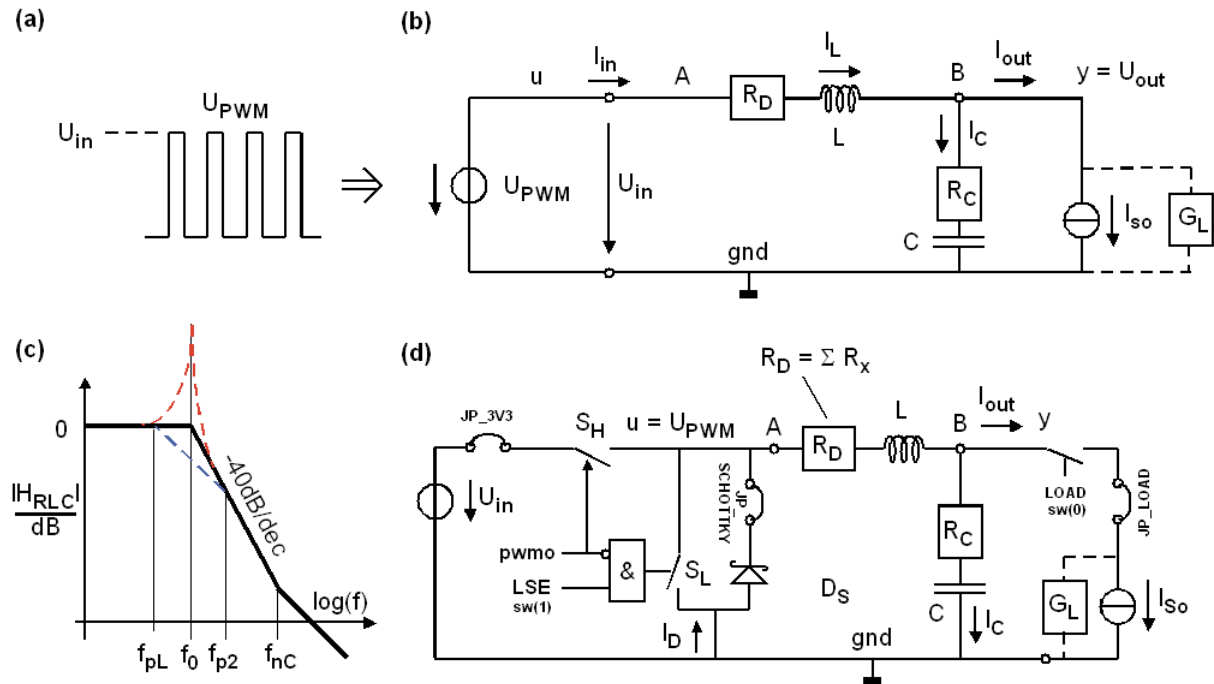 (a)
U_PWM
U_in
(b)
u
I_in
A
R_D
I_L
L
B
I_out
y = U_out
I_C
R_C
C
U_PWM
U_in
gnd
I_so
G_L
(c)
0
|H_RLC|
dB
-40dB/dec
log(f)
f_pL
f_0
f_p2
f_nC
(d)
R_D = Σ R_x
JP_3V3
S_H
u = U_PWM
A
R_D
L
B
I_out
y
U_in
JP_
SCHOTTKY
LOAD
sw(0)
JP_LOAD
pwmo
LSE
sw(1)
&
S_L
D_S
R_C
C
I_C
G_L
I_So
I_D
gnd